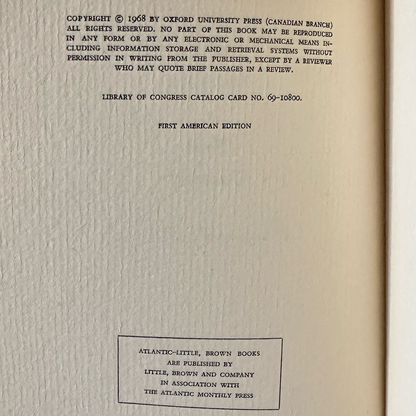 COPYRIGHT © 1968 BY OXFORD UNIVERSITY PRESS (CANADIAN BRANCH)
ALL RIGHTS RESERVED. NO PART OF THIS BOOK MAY BE REPRODUCED
IN ANY FORM OR BY ANY ELECTRONIC OR MECHANICAL MEANS IN-
CLUDING INFORMATION STORAGE AND RETRIEVAL SYSTEMS WITHOUT
PERMISSION IN WRITING FROM THE PUBLISHER, EXCEPT BY A REVIEWER
WHO MAY QUOTE BRIEF PASSAGES IN A REVIEW.
LIBRARY OF CONGRESS CATALOG CARD NO. 69-10800.
FIRST AMERICAN EDITION
ATLANTIC–LITTLE, BROWN BOOKS
ARE PUBLISHED BY
LITTLE, BROWN AND COMPANY
IN ASSOCIATION WITH
THE ATLANTIC MONTHLY PRESS